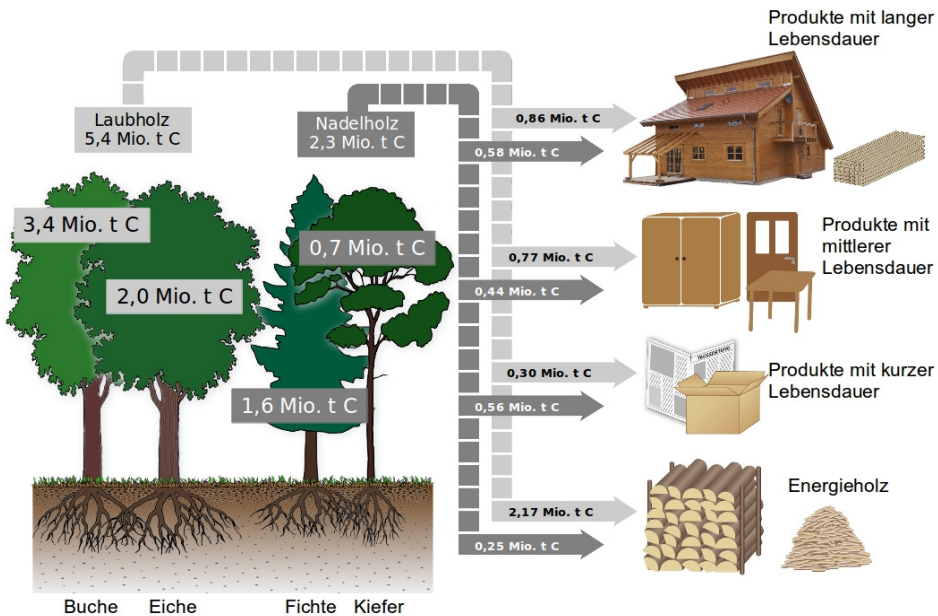 Produkte mit langer
Lebensdauer
Laubholz
5,4 Mio. t C
Nadelholz
2,3 Mio. t C
0,86 Mio. t C
0,58 Mio. t C
3,4 Mio. t C
2,0 Mio. t C
0,7 Mio. t C
1,6 Mio. t C
0,77 Mio. t C
0,44 Mio. t C
Produkte mit
mittlerer
Lebensdauer
0,30 Mio. t C
0,56 Mio. t C
Produkte mit kurzer
Lebensdauer
2,17 Mio. t C
0,25 Mio. t C
Energieholz
Buche
Eiche
Fichte
Kiefer